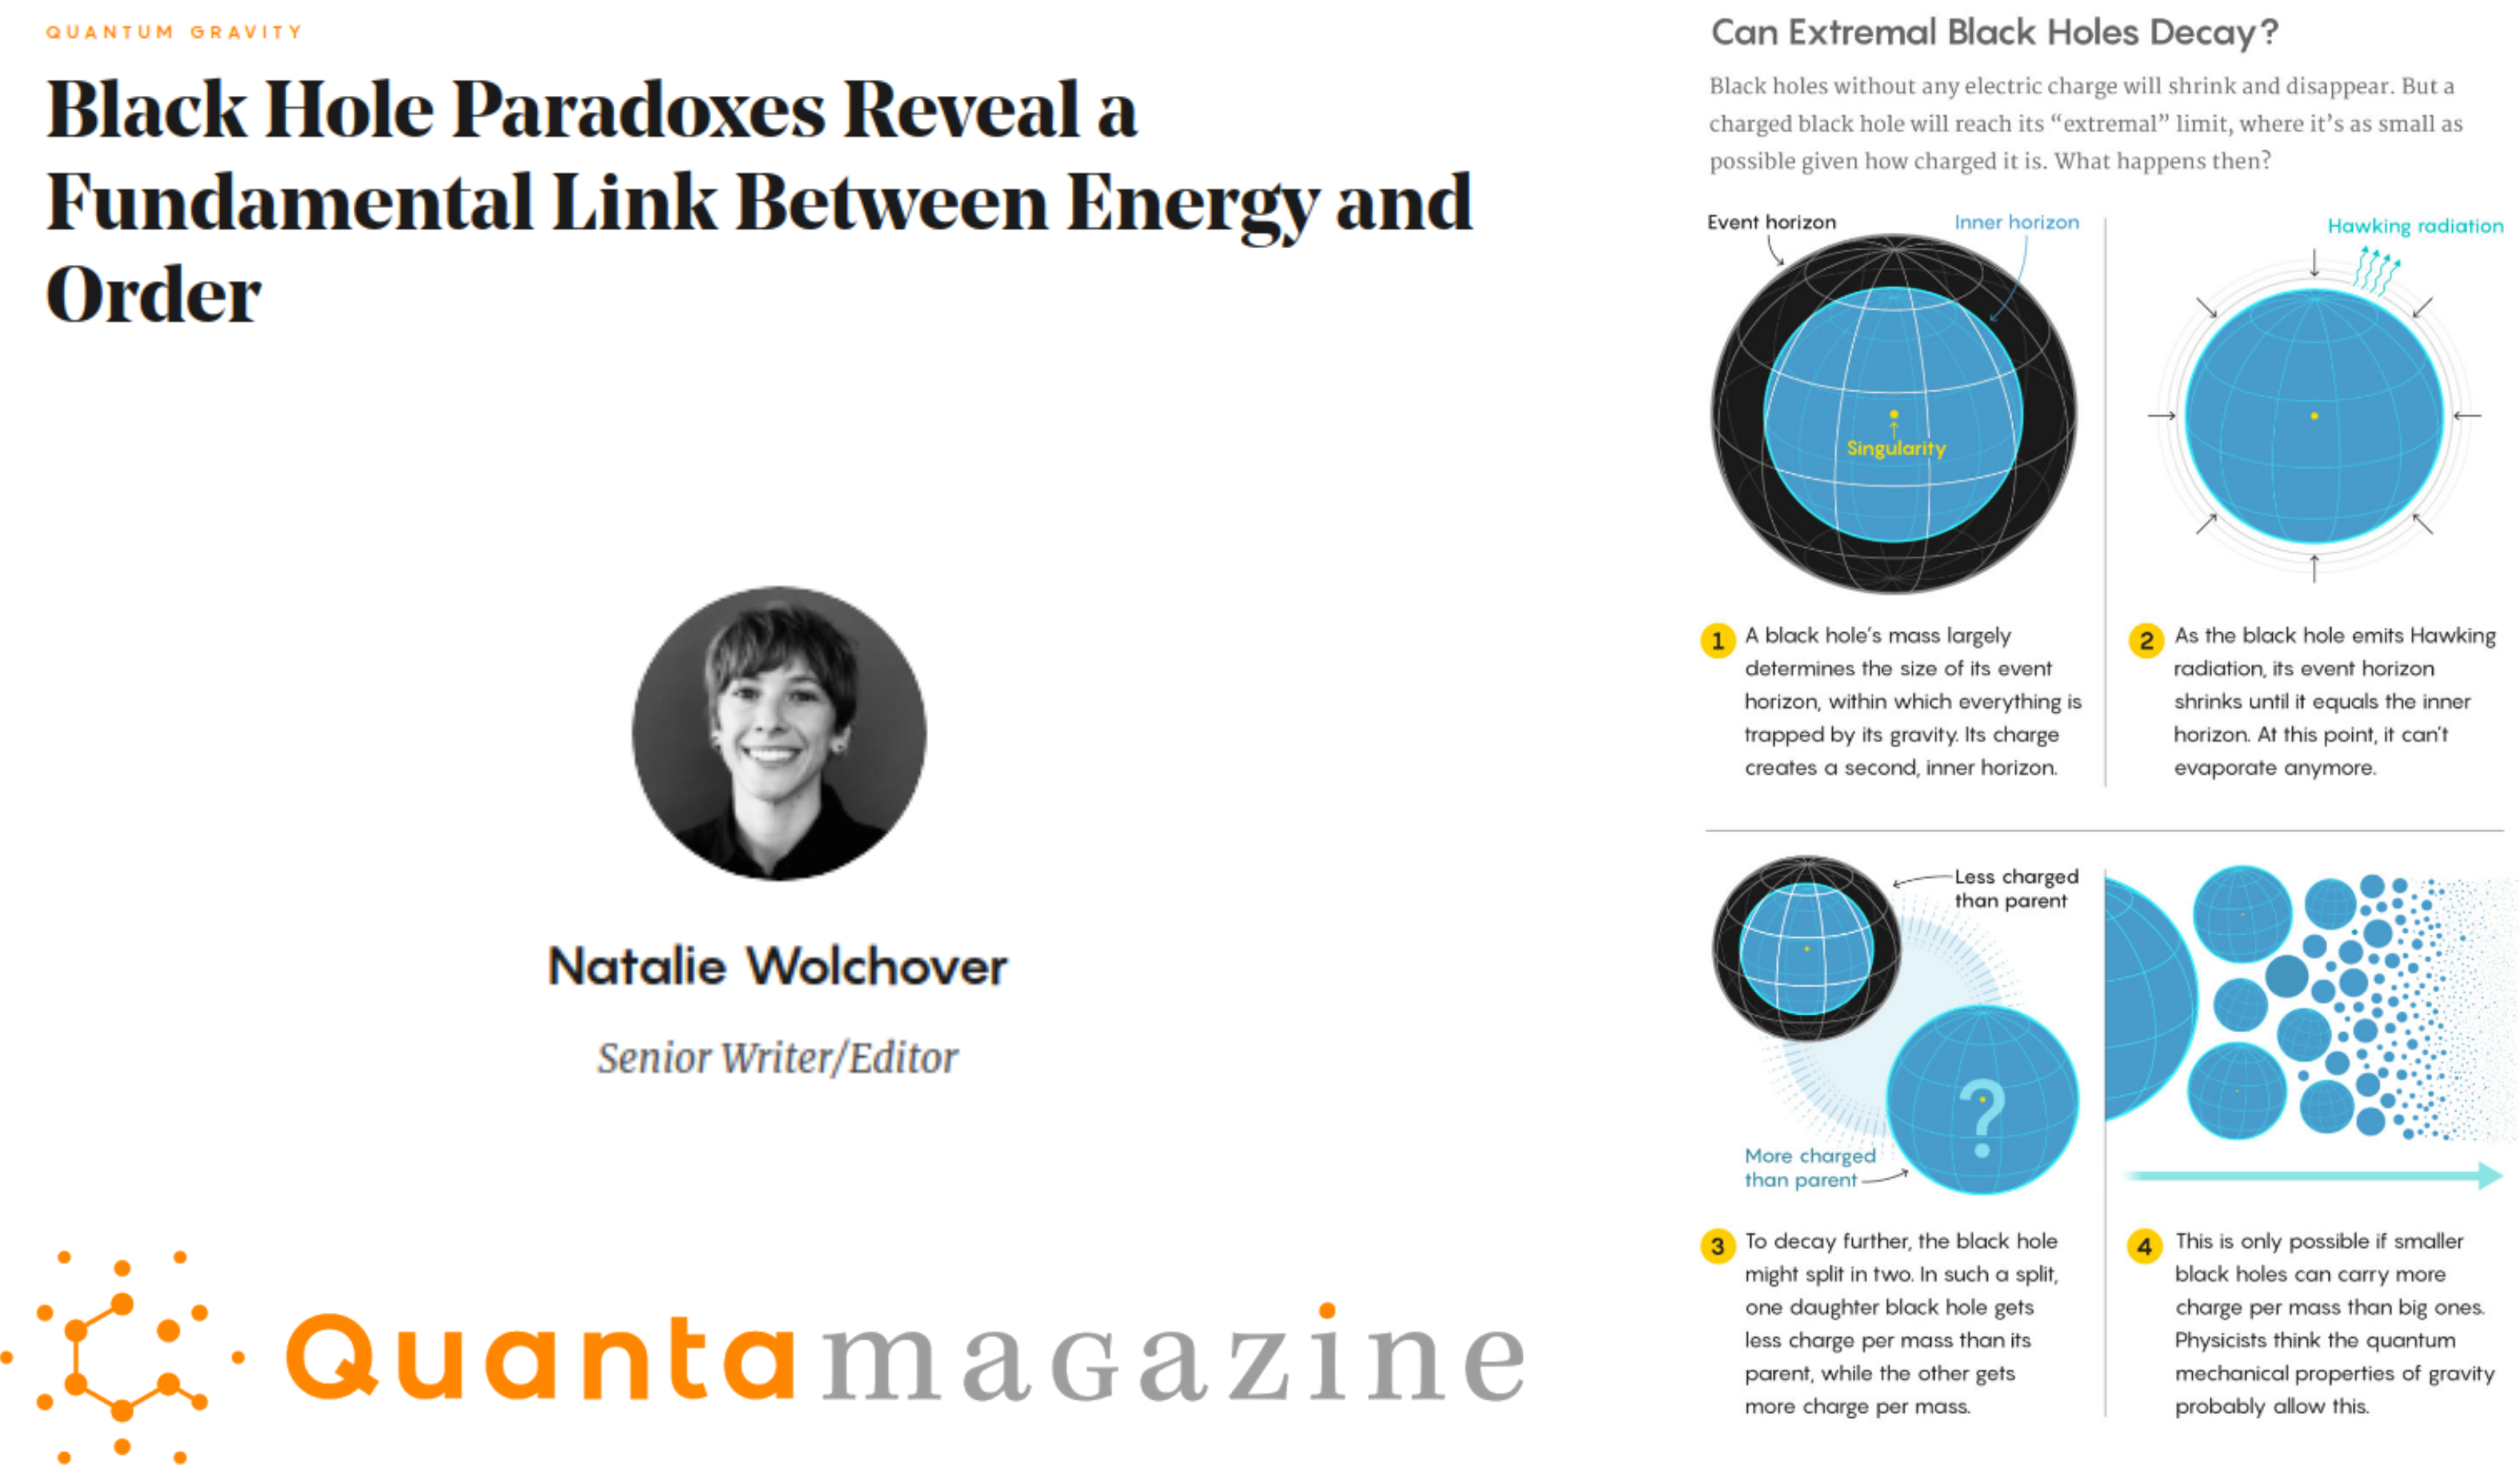 QUANTUM GRAVITY
Black Hole Paradoxes Reveal a
Fundamental Link Between Energy and
Order
Natalie Wolchover
Senior Writer/Editor
Quanta magazine
Can Extremal Black Holes Decay?
Black holes without any electric charge will shrink and disappear. But a
charged black hole will reach its “extremal” limit, where it’s as small as
possible given how charged it is. What happens then?
Event horizon
Inner horizon
Singularity
1 A black hole’s mass largely
determines the size of its event
horizon, within which everything is
trapped by its gravity. Its charge
creates a second, inner horizon.
Hawking radiation
2 As the black hole emits Hawking
radiation, its event horizon
shrinks until it equals the inner
horizon. At this point, it can’t
evaporate anymore.
Less charged
than parent
?
More charged
than parent
3 To decay further, the black hole
might split in two. In such a split,
one daughter black hole gets
less charge per mass than its
parent, while the other gets
more charge per mass.
4 This is only possible if smaller
black holes can carry more
charge per mass than big ones.
Physicists think the quantum
mechanical properties of gravity
probably allow this.